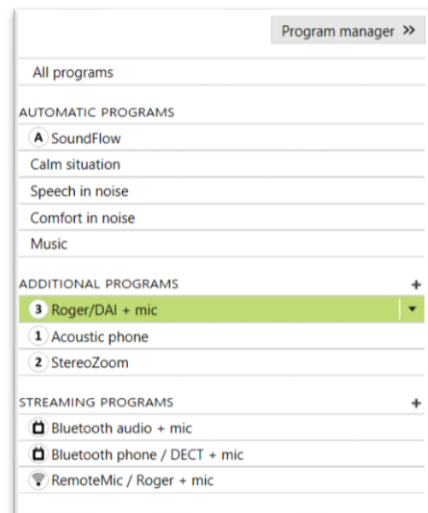 Program manager »
All programs
AUTOMATIC PROGRAMS
A SoundFlow
Calm situation
Speech in noise
Comfort in noise
Music
ADDITIONAL PROGRAMS +
3 Roger/DAI + mic
1 Acoustic phone
2 StereoZoom
STREAMING PROGRAMS +
Bluetooth audio + mic
Bluetooth phone / DECT + mic
RemoteMic / Roger + mic